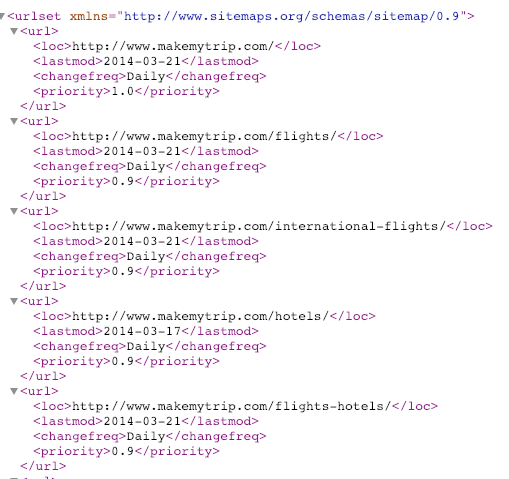 <urlset xmlns="http://www.sitemaps.org/schemas/sitemap/0.9">
<url>
<loc>http://www.makemytrip.com/</loc>
<lastmod>2014-03-21</lastmod>
<changefreq>Daily</changefreq>
<priority>1.0</priority>
</url>
<url>
<loc>http://www.makemytrip.com/flights/</loc>
<lastmod>2014-03-21</lastmod>
<changefreq>Daily</changefreq>
<priority>0.9</priority>
</url>
<url>
<loc>http://www.makemytrip.com/international-flights/</loc>
<lastmod>2014-03-21</lastmod>
<changefreq>Daily</changefreq>
<priority>0.9</priority>
</url>
<url>
<loc>http://www.makemytrip.com/hotels/</loc>
<lastmod>2014-03-17</lastmod>
<changefreq>Daily</changefreq>
<priority>0.9</priority>
</url>
<url>
<loc>http://www.makemytrip.com/flights-hotels/</loc>
<lastmod>2014-03-21</lastmod>
<changefreq>Daily</changefreq>
<priority>0.9</priority>
</url>